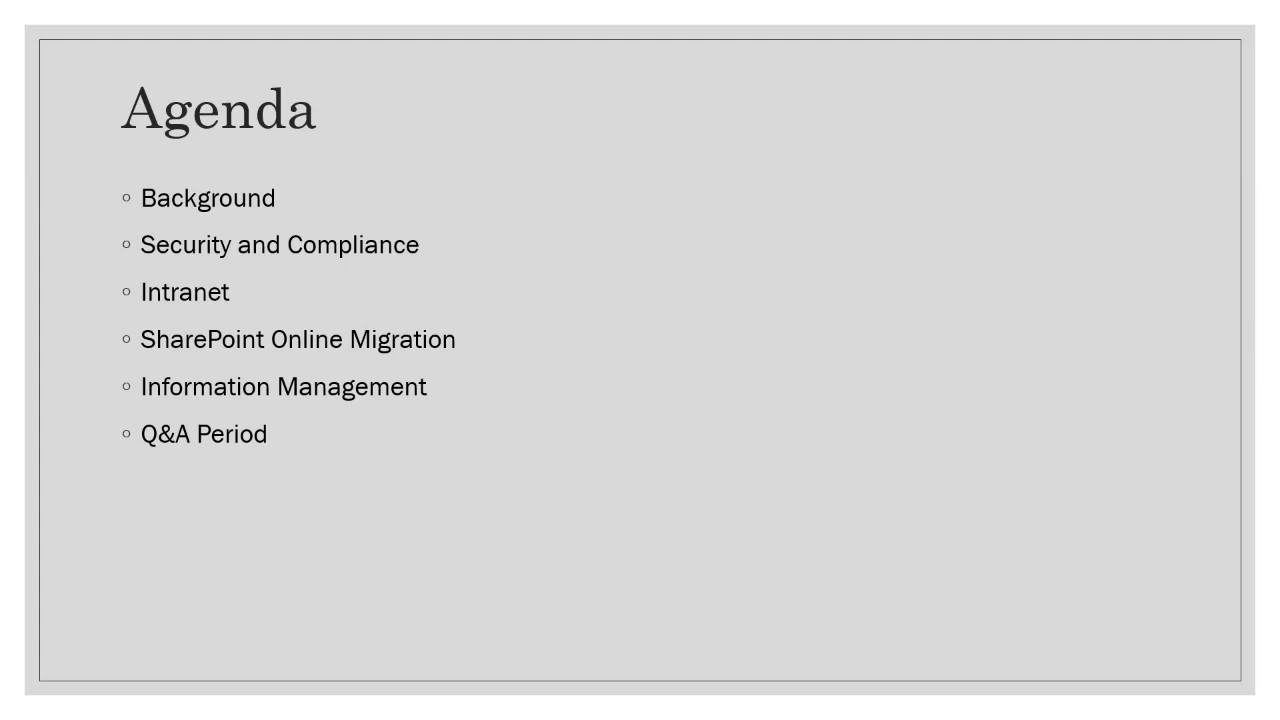 Agenda
◦ Background
◦ Security and Compliance
◦ Intranet
◦ SharePoint Online Migration
◦ Information Management
◦ Q&A Period